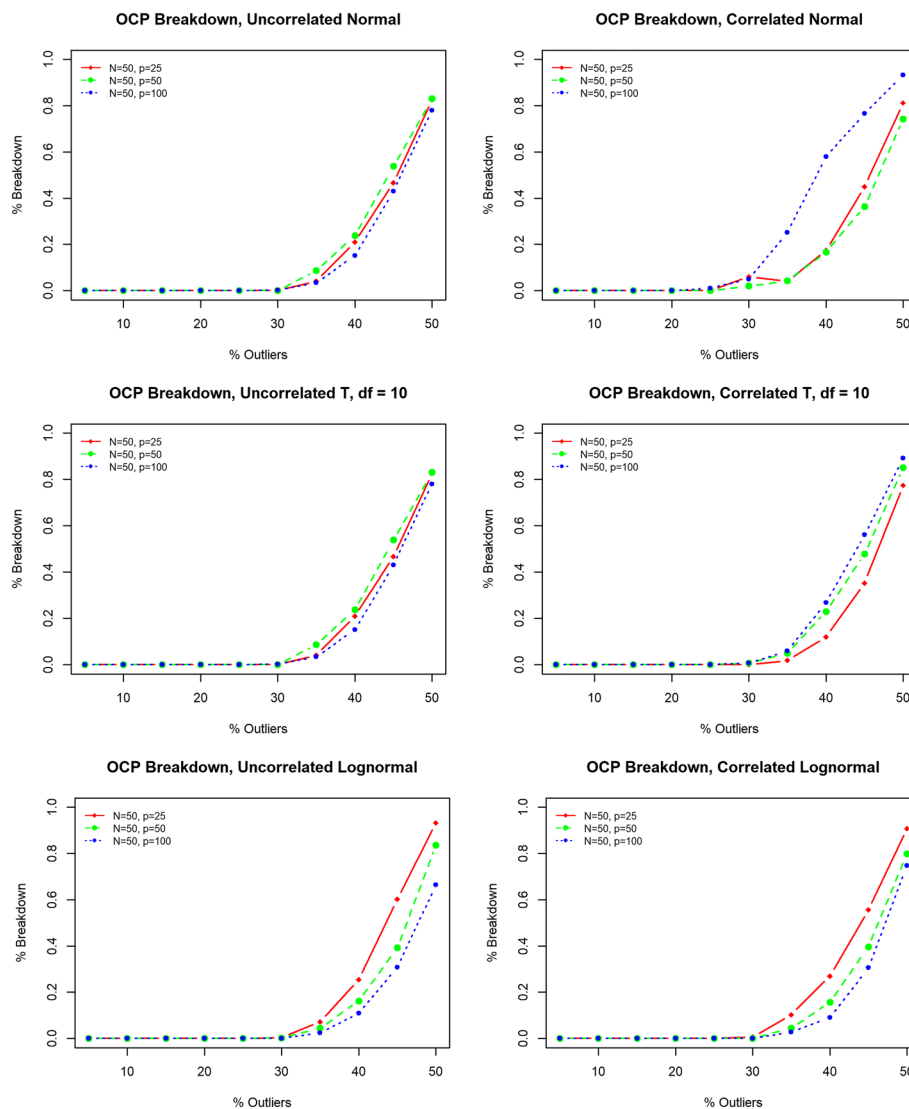 OCP Breakdown, Uncorrelated Normal
% Breakdown
1.0
0.8
0.6
0.4
0.2
0.0
N=50, p=25
N=50, p=50
N=50, p=100
10 20 30 40 50
% Outliers
OCP Breakdown, Correlated Normal
% Breakdown
1.0
0.8
0.6
0.4
0.2
0.0
N=50, p=25
N=50, p=50
N=50, p=100
10 20 30 40 50
% Outliers
OCP Breakdown, Uncorrelated T, df = 10
% Breakdown
1.0
0.8
0.6
0.4
0.2
0.0
N=50, p=25
N=50, p=50
N=50, p=100
10 20 30 40 50
% Outliers
OCP Breakdown, Correlated T, df = 10
% Breakdown
1.0
0.8
0.6
0.4
0.2
0.0
N=50, p=25
N=50, p=50
N=50, p=100
10 20 30 40 50
% Outliers
OCP Breakdown, Uncorrelated Lognormal
% Breakdown
1.0
0.8
0.6
0.4
0.2
0.0
N=50, p=25
N=50, p=50
N=50, p=100
10 20 30 40 50
% Outliers
OCP Breakdown, Correlated Lognormal
% Breakdown
1.0
0.8
0.6
0.4
0.2
0.0
N=50, p=25
N=50, p=50
N=50, p=100
10 20 30 40 50
% Outliers